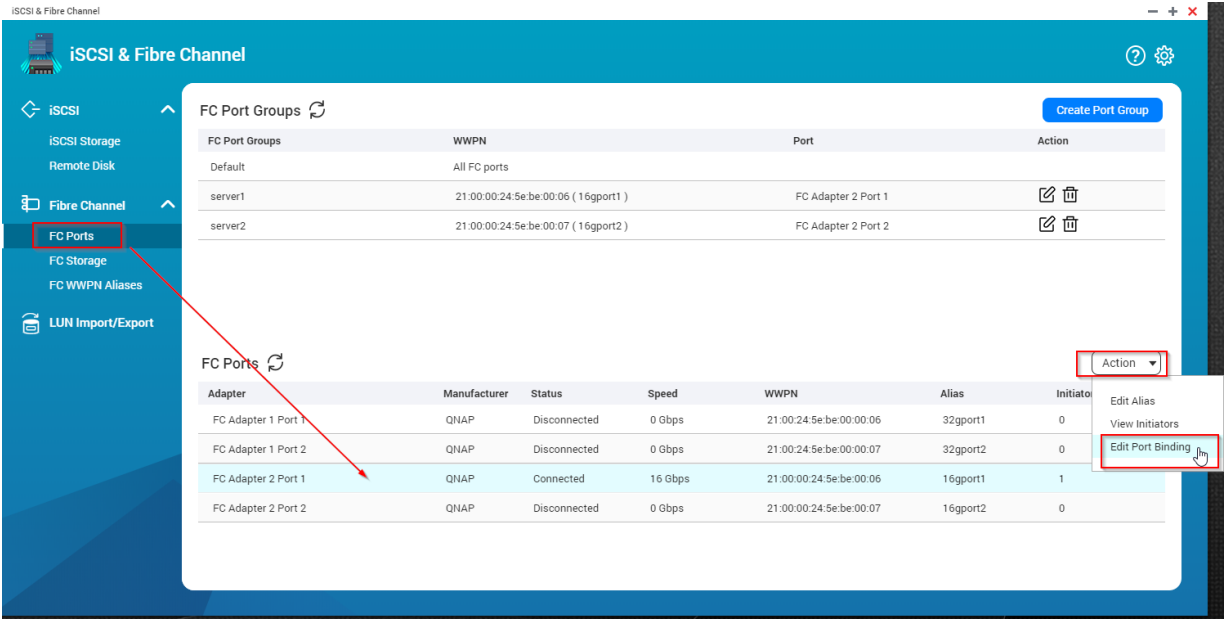 iSCSI & Fibre Channel
iSCSI & Fibre Channel
iSCSI
iSCSI Storage
Remote Disk
Fibre Channel
FC Ports
FC Storage
FC WWPN Aliases
LUN Import/Export
FC Port Groups
Create Port Group
FC Port Groups WWPN Port Action
Default All FC ports
server1 21:00:00:24:5e:be:00:06 ( 16gport1 ) FC Adapter 2 Port 1
server2 21:00:00:24:5e:be:00:07 ( 16gport2 ) FC Adapter 2 Port 2
FC Ports
Action
Adapter Manufacturer Status Speed WWPN Alias
FC Adapter 1 Port 1 QNAP Disconnected 0 Gbps 21:00:24:5e:be:00:00:06 32gport1 0
FC Adapter 1 Port 2 QNAP Disconnected 0 Gbps 21:00:24:5e:be:00:00:07 32gport2 0
FC Adapter 2 Port 1 QNAP Connected 16 Gbps 21:00:00:24:5e:be:00:06 16gport1 1
FC Adapter 2 Port 2 QNAP Disconnected 0 Gbps 21:00:00:24:5e:be:00:07 16gport2 0
Edit Alias
View Initiators
Edit Port Binding